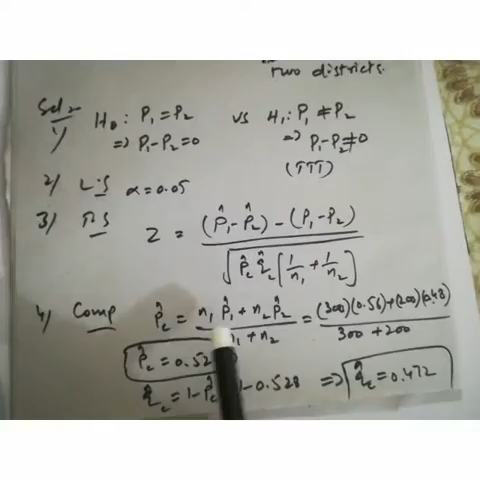 two districts.
Sol:
1) H₀ : P₁ = P₂ vs H₁ : P₁ ≠ P₂
⇒ P₁-P₂=0 ⇒ P₁-P₂≠0
(TTT)
2) L.S α = 0.05
3) T.S Z = (P̂₁-P̂₂) - (P₁-P₂) / √(P̂c q̂c [1/n₁ + 1/n₂])
4) Comp P̂c = n₁P̂₁ + n₂P̂₂ / n₁ + n₂ = (300)(0.56)+(200)(0.48) / 300 + 200
P̂c = 0.52
q̂c = 1-P̂c 1-0.528 ⇒ q̂c = 0.472